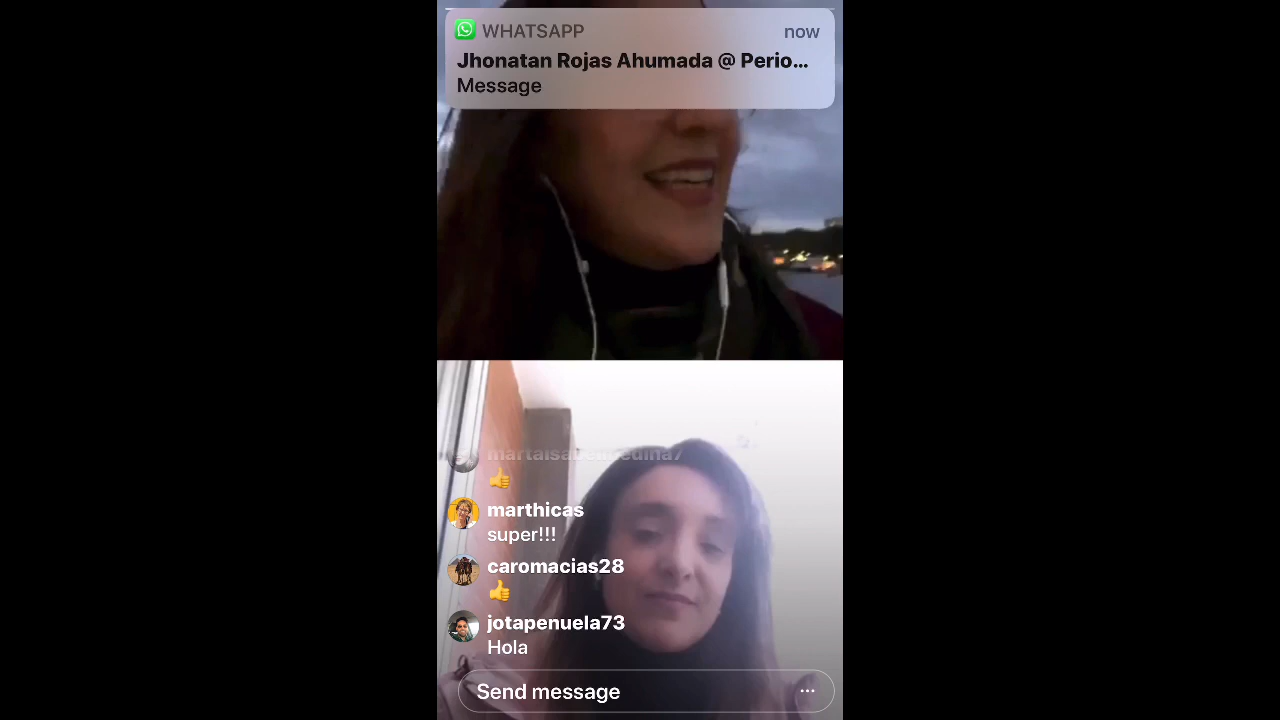 WHATSAPP now
Jhonatan Rojas Ahumada @ Perio...
Message
👍
marthicas
super!!!
caromacias28
👍
jotapenuela73
Hola
Send message